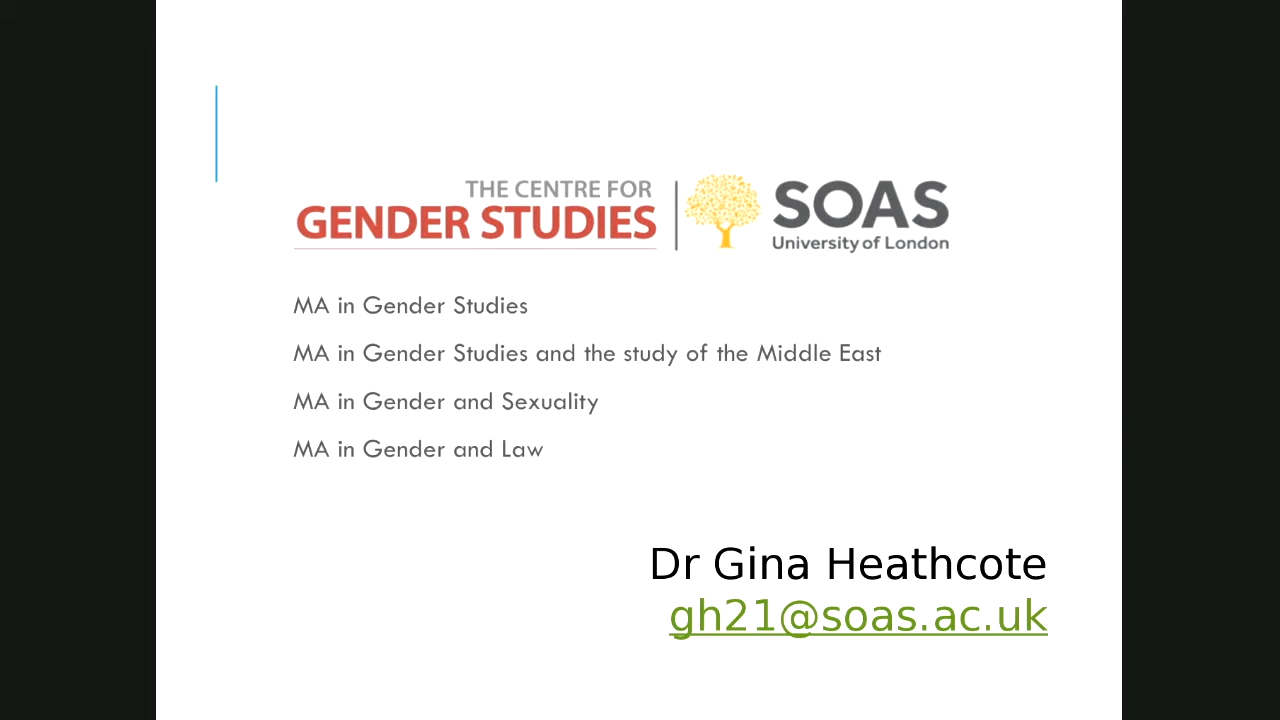 THE CENTRE FOR
GENDER STUDIES
SOAS
University of London
MA in Gender Studies
MA in Gender Studies and the study of the Middle East
MA in Gender and Sexuality
MA in Gender and Law
Dr Gina Heathcote
gh21@soas.ac.uk